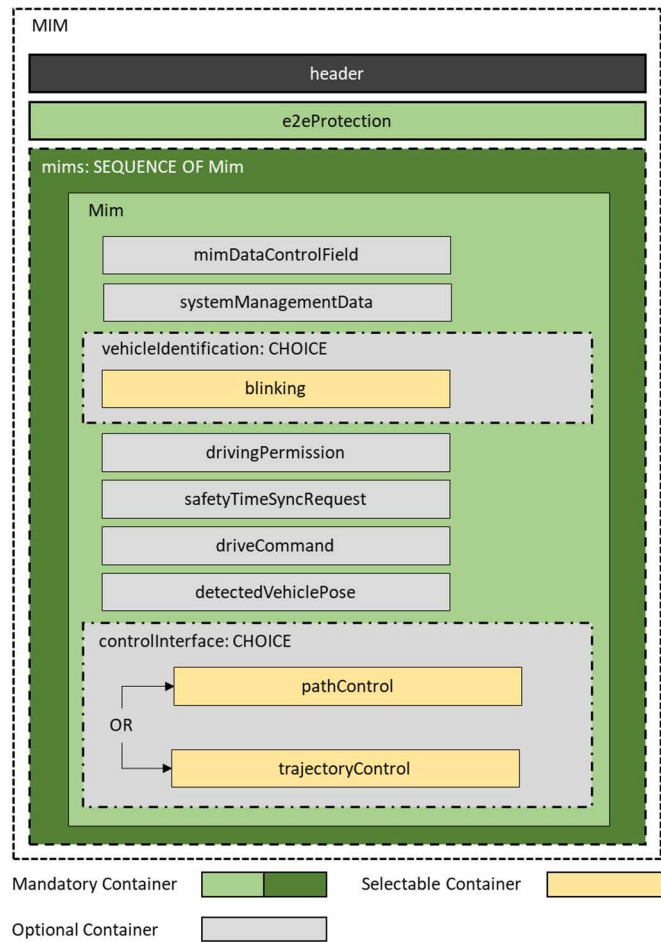 MIM
header
e2eProtection
mims: SEQUENCE OF Mim
Mim
mimDataControlField
systemManagementData
vehicleIdentification: CHOICE
blinking
drivingPermission
safetyTimeSyncRequest
driveCommand
detectedVehiclePose
controlInterface: CHOICE
pathControl
OR
trajectoryControl
Mandatory Container
Selectable Container
Optional Container